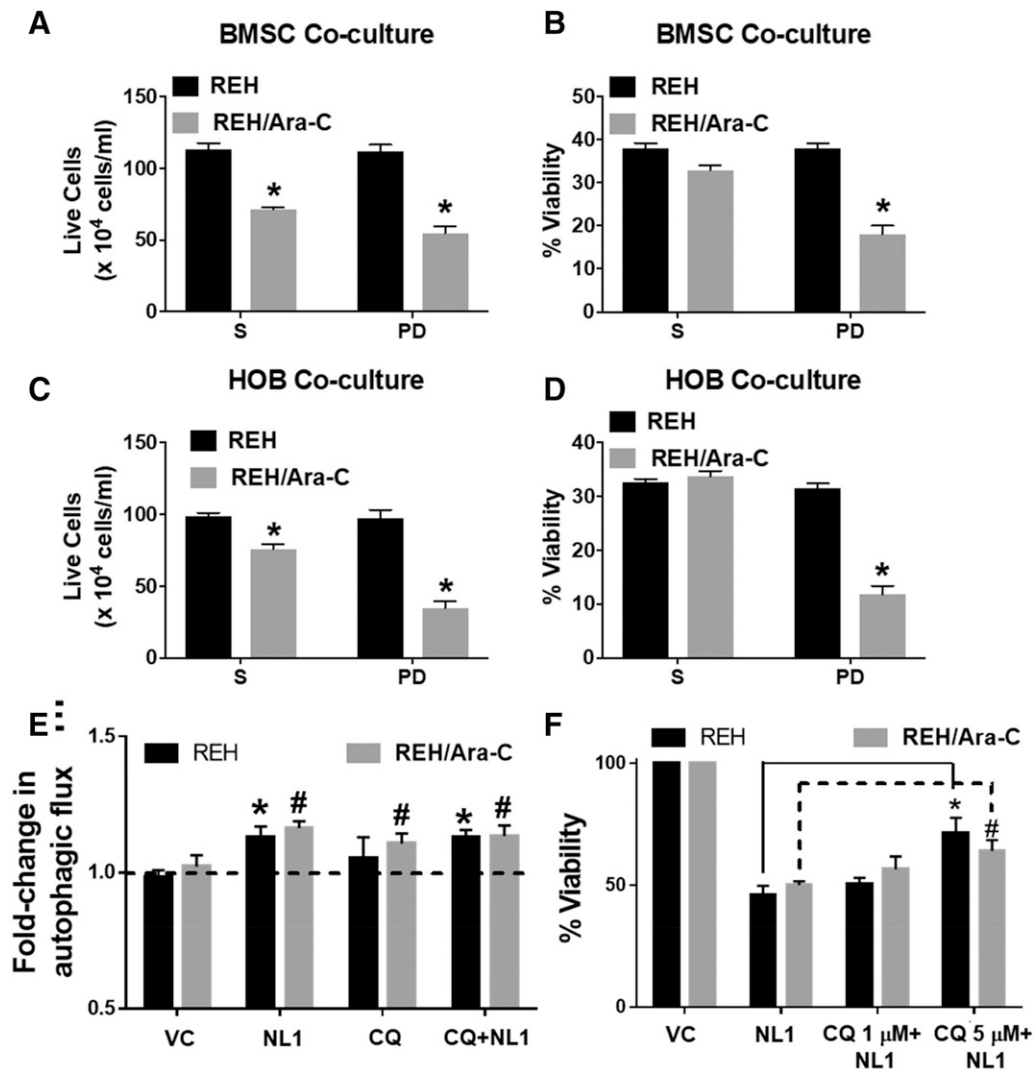 A
BMSC Co-culture
REH
REH/Ara-C
Live Cells
(x 10⁴ cells/ml)
150
100
50
0
*
*
S
PD
B
BMSC Co-culture
REH
REH/Ara-C
% Viability
50
40
30
20
10
0
*
S
PD
C
HOB Co-culture
REH
REH/Ara-C
Live Cells
(x 10⁴ cells/ml)
150
100
50
0
*
*
S
PD
D
HOB Co-culture
REH
REH/Ara-C
% Viability
40
30
20
10
0
*
S
PD
E
REH
REH/Ara-C
Fold-change in
autophagic flux
1.5
1.0
0.5
*
#
#
*
#
VC
NL1
CQ
CQ+NL1
F
REH
REH/Ara-C
% Viability
100
50
0
*
#
VC
NL1
CQ 1 μM+
NL1
CQ 5 μM+
NL1